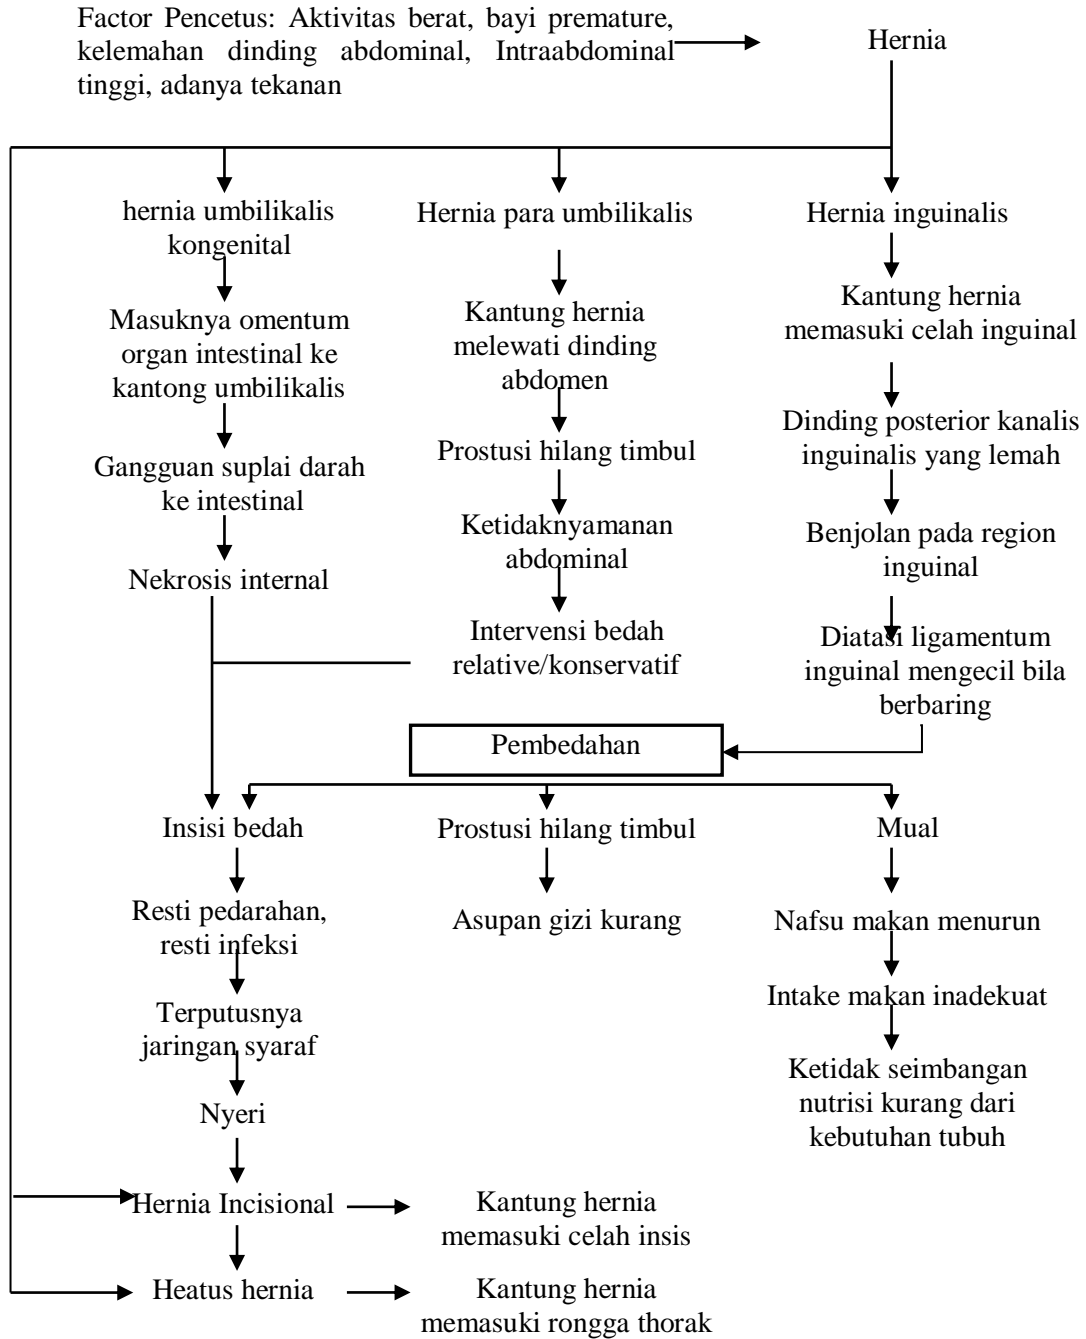 Factor Pencetus: Aktivitas berat, bayi premature,
kelemahan dinding abdominal, Intraabdominal
tinggi, adanya tekanan
Hernia
hernia umbilikalis
kongenital
Hernia para umbilikalis
Hernia inguinalis
Masuknya omentum
organ intestinal ke
kantong umbilikalis
Kantung hernia
melewati dinding
abdomen
Kantung hernia
memasuki celah inguinal
Gangguan suplai darah
ke intestinal
Prostusi hilang timbul
Dinding posterior kanalis
inguinalis yang lemah
Nekrosis internal
Ketidaknyamanan
abdominal
Benjolan pada region
inguinal
Intervensi bedah
relative/konservatif
Diatasi ligamentum
inguinal mengecil bila
berbaring
Pembedahan
Insisi bedah
Prostusi hilang timbul
Mual
Resti pedarahan,
resti infeksi
Asupan gizi kurang
Nafsu makan menurun
Terputusnya
jaringan syaraf
Intake makan inadekuat
Nyeri
Ketidak seimbangan
nutrisi kurang dari
kebutuhan tubuh
Hernia Incisional
Kantung hernia
memasuki celah insis
Heatus hernia
Kantung hernia
memasuki rongga thorak